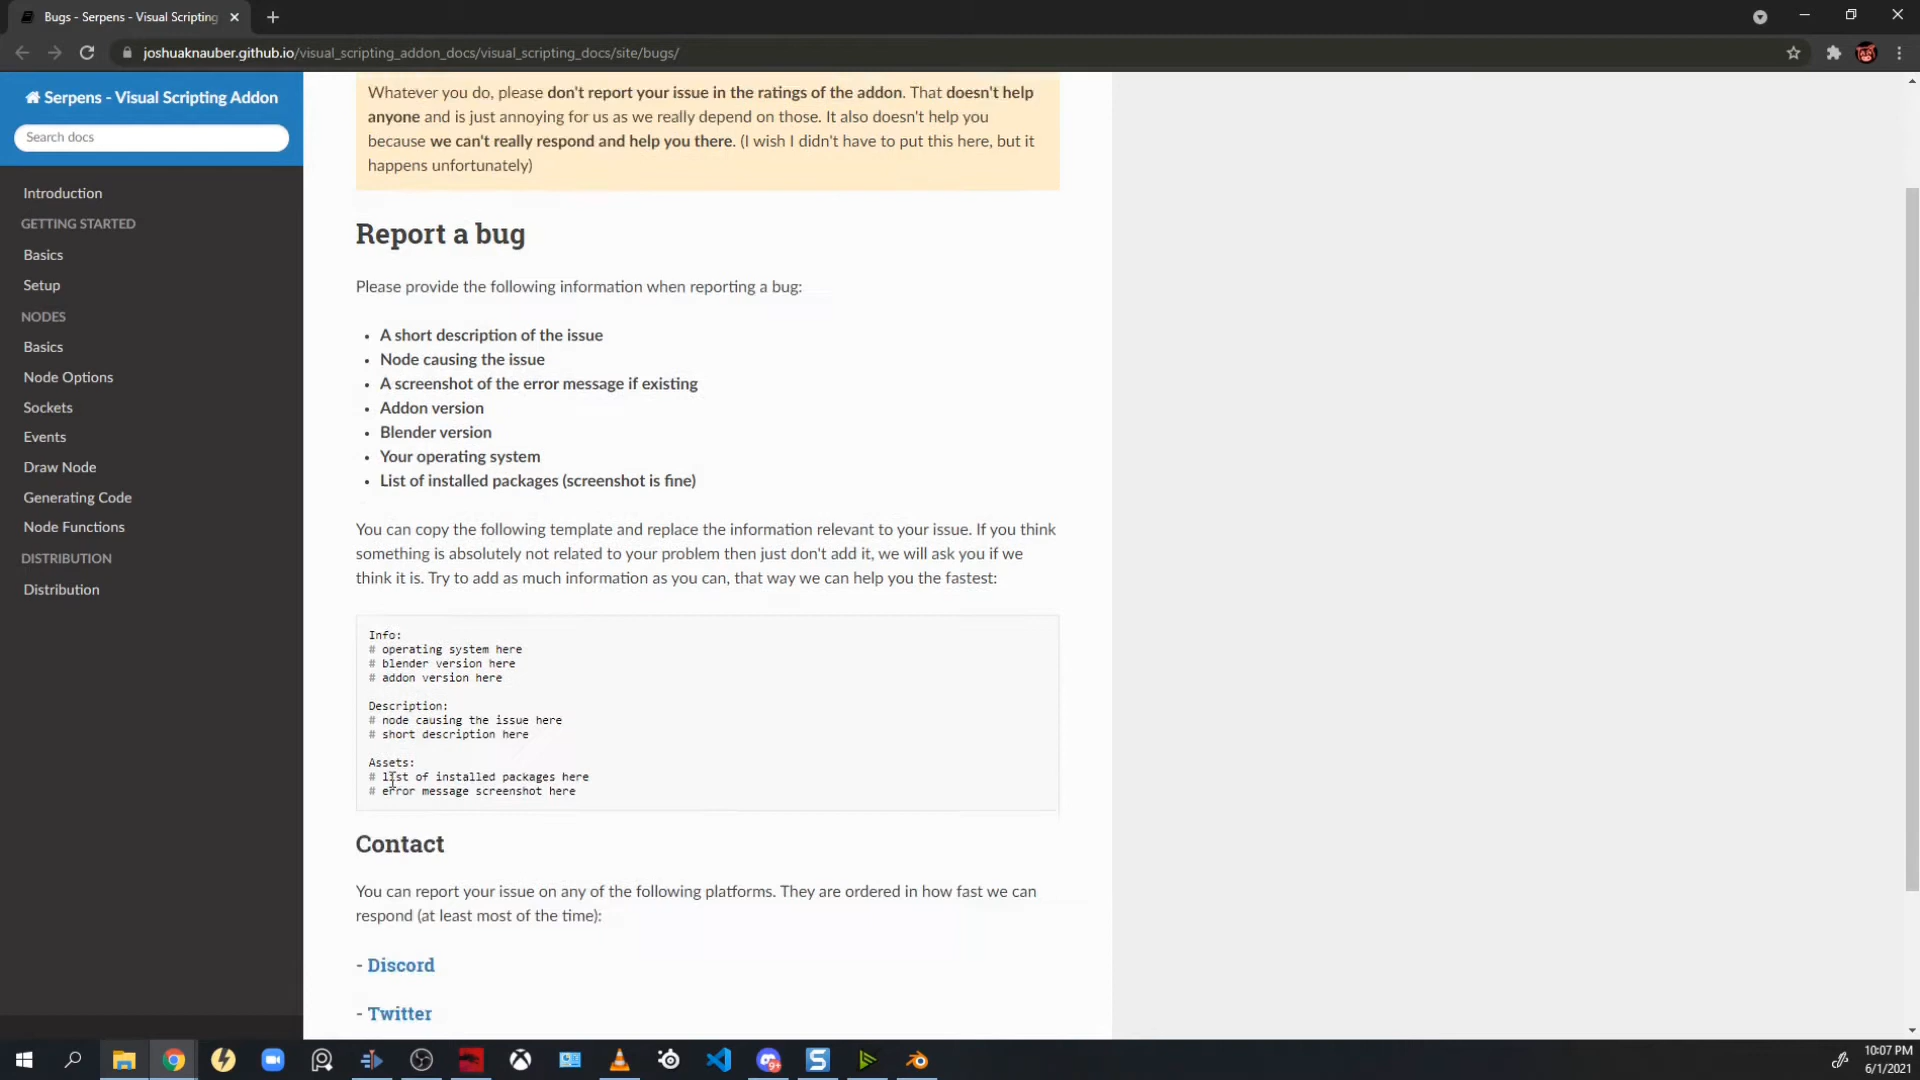 Bugs - Serpens - Visual Scripting
joshuaknauber.github.io/visual_scripting_addon_docs/visual_scripting_docs/site/bugs/
Serpens - Visual Scripting Addon
Search docs
Introduction
GETTING STARTED
Basics
Setup
NODES
Basics
Node Options
Sockets
Events
Draw Node
Generating Code
Node Functions
DISTRIBUTION
Distribution
Whatever you do, please don't report your issue in the ratings of the addon. That doesn't help
anyone and is just annoying for us as we really depend on those. It also doesn't help you
because we can't really respond and help you there. (I wish I didn't have to put this here, but it
happens unfortunately)
Report a bug
Please provide the following information when reporting a bug:
• A short description of the issue
• Node causing the issue
• A screenshot of the error message if existing
• Addon version
• Blender version
• Your operating system
• List of installed packages (screenshot is fine)
You can copy the following template and replace the information relevant to your issue. If you think
something is absolutely not related to your problem then just don't add it, we will ask you if we
think it is. Try to add as much information as you can, that way we can help you the fastest:
Info:
# operating system here
# blender version here
# addon version here
Description:
# node causing the issue here
# short description here
Assets:
# list of installed packages here
# error message screenshot here
Contact
You can report your issue on any of the following platforms. They are ordered in how fast we can
respond (at least most of the time):
- Discord
- Twitter
10:07 PM
6/1/2021